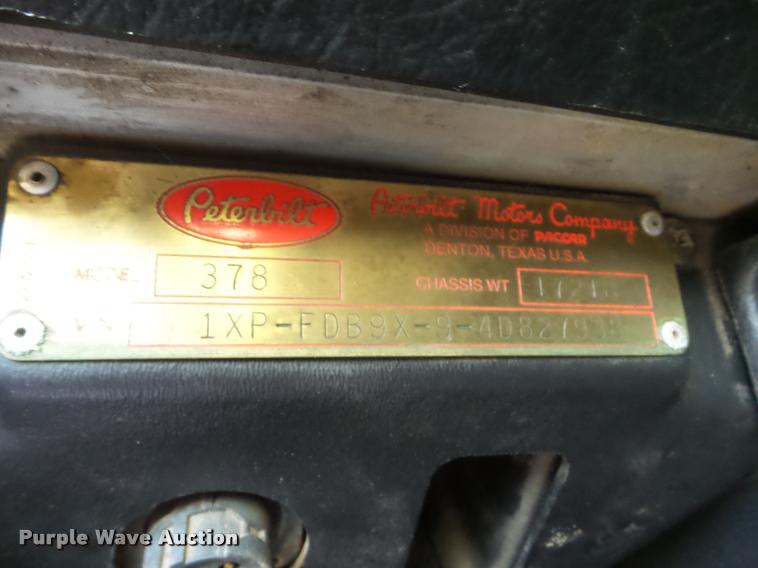 Peterbilt
Peterbilt Motors Company
A DIVISION OF PACCAR
DENTON, TEXAS U.S.A.
MODEL 378
CHASSIS WT
VIN 1XP-FDB9X-9-4D827938
Purple Wave Auction